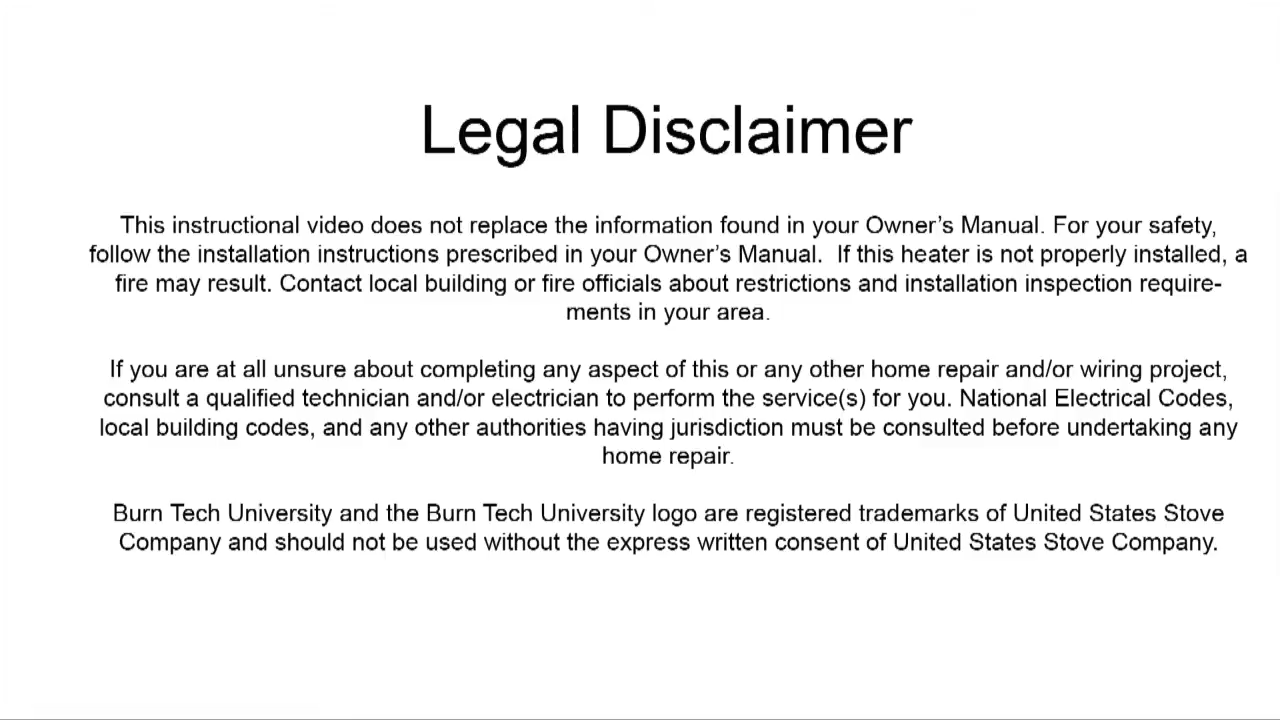 Legal Disclaimer
This instructional video does not replace the information found in your Owner’s Manual. For your safety,
follow the installation instructions prescribed in your Owner’s Manual.  If this heater is not properly installed, a
fire may result. Contact local building or fire officials about restrictions and installation inspection require-
ments in your area.
If you are at all unsure about completing any aspect of this or any other home repair and/or wiring project,
consult a qualified technician and/or electrician to perform the service(s) for you. National Electrical Codes,
local building codes, and any other authorities having jurisdiction must be consulted before undertaking any
home repair.
Burn Tech University and the Burn Tech University logo are registered trademarks of United States Stove
Company and should not be used without the express written consent of United States Stove Company.